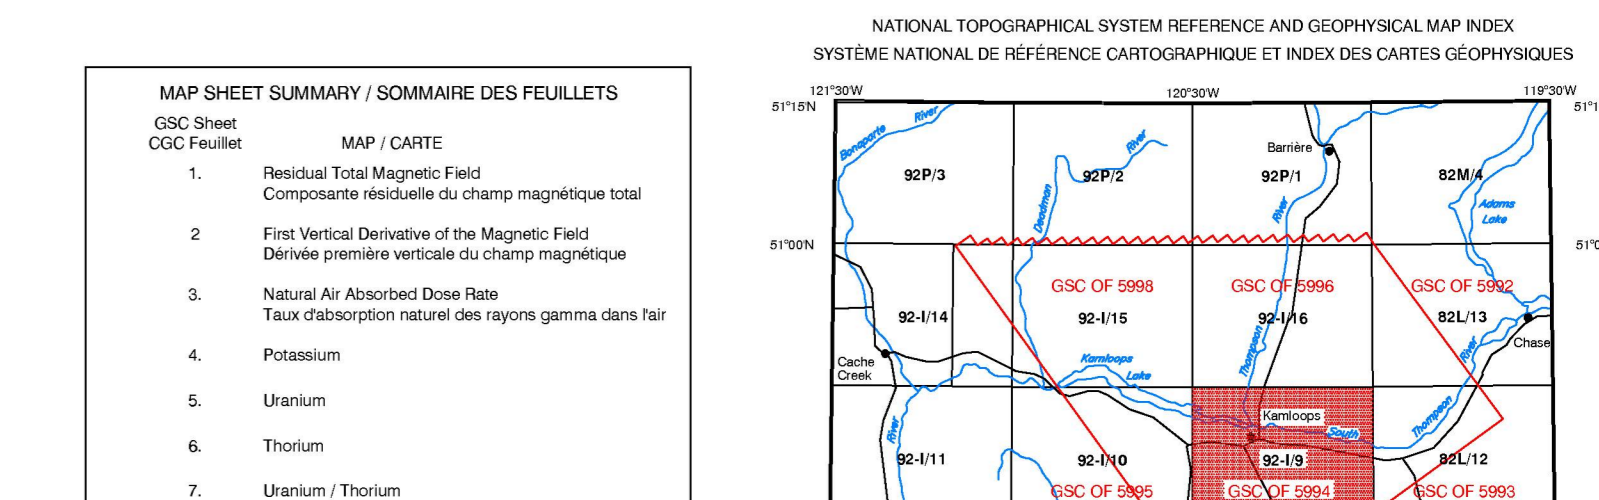 NATIONAL TOPOGRAPHICAL SYSTEM REFERENCE AND GEOPHYSICAL MAP INDEX
SYSTÈME NATIONAL DE RÉFÉRENCE CARTOGRAPHIQUE ET INDEX DES CARTES GÉOPHYSIQUES
MAP SHEET SUMMARY / SOMMAIRE DES FEUILLETS
GSC Sheet
CGC Feuillet
MAP / CARTE
1. Residual Total Magnetic Field
Composante résiduelle du champ magnétique total
2 First Vertical Derivative of the Magnetic Field
Dérivée première verticale du champ magnétique
3. Natural Air Absorbed Dose Rate
Taux d'absorption naturel des rayons gamma dans l'air
4. Potassium
5. Uranium
6. Thorium
7. Uranium / Thorium
121°30'W 120°30'W 119°30'W
51°15'N
Bonaparte River
River
Barrière
92P/3 92P/2 92P/1 82M/4
Deadman
River
Adams
Lake
51°00'N
GSC OF 5998 GSC OF 5996 GSC OF 5992
92-I/14 92-I/15 92-I/16 82L/13
Thompson
River
Chase
Cache
Creek
Kamloops
Lake
Kamloops
South
Thompson
River
92-I/11 92-I/10 92-I/9 82L/12
GSC OF 5995 GSC OF 5994 GSC OF 5993